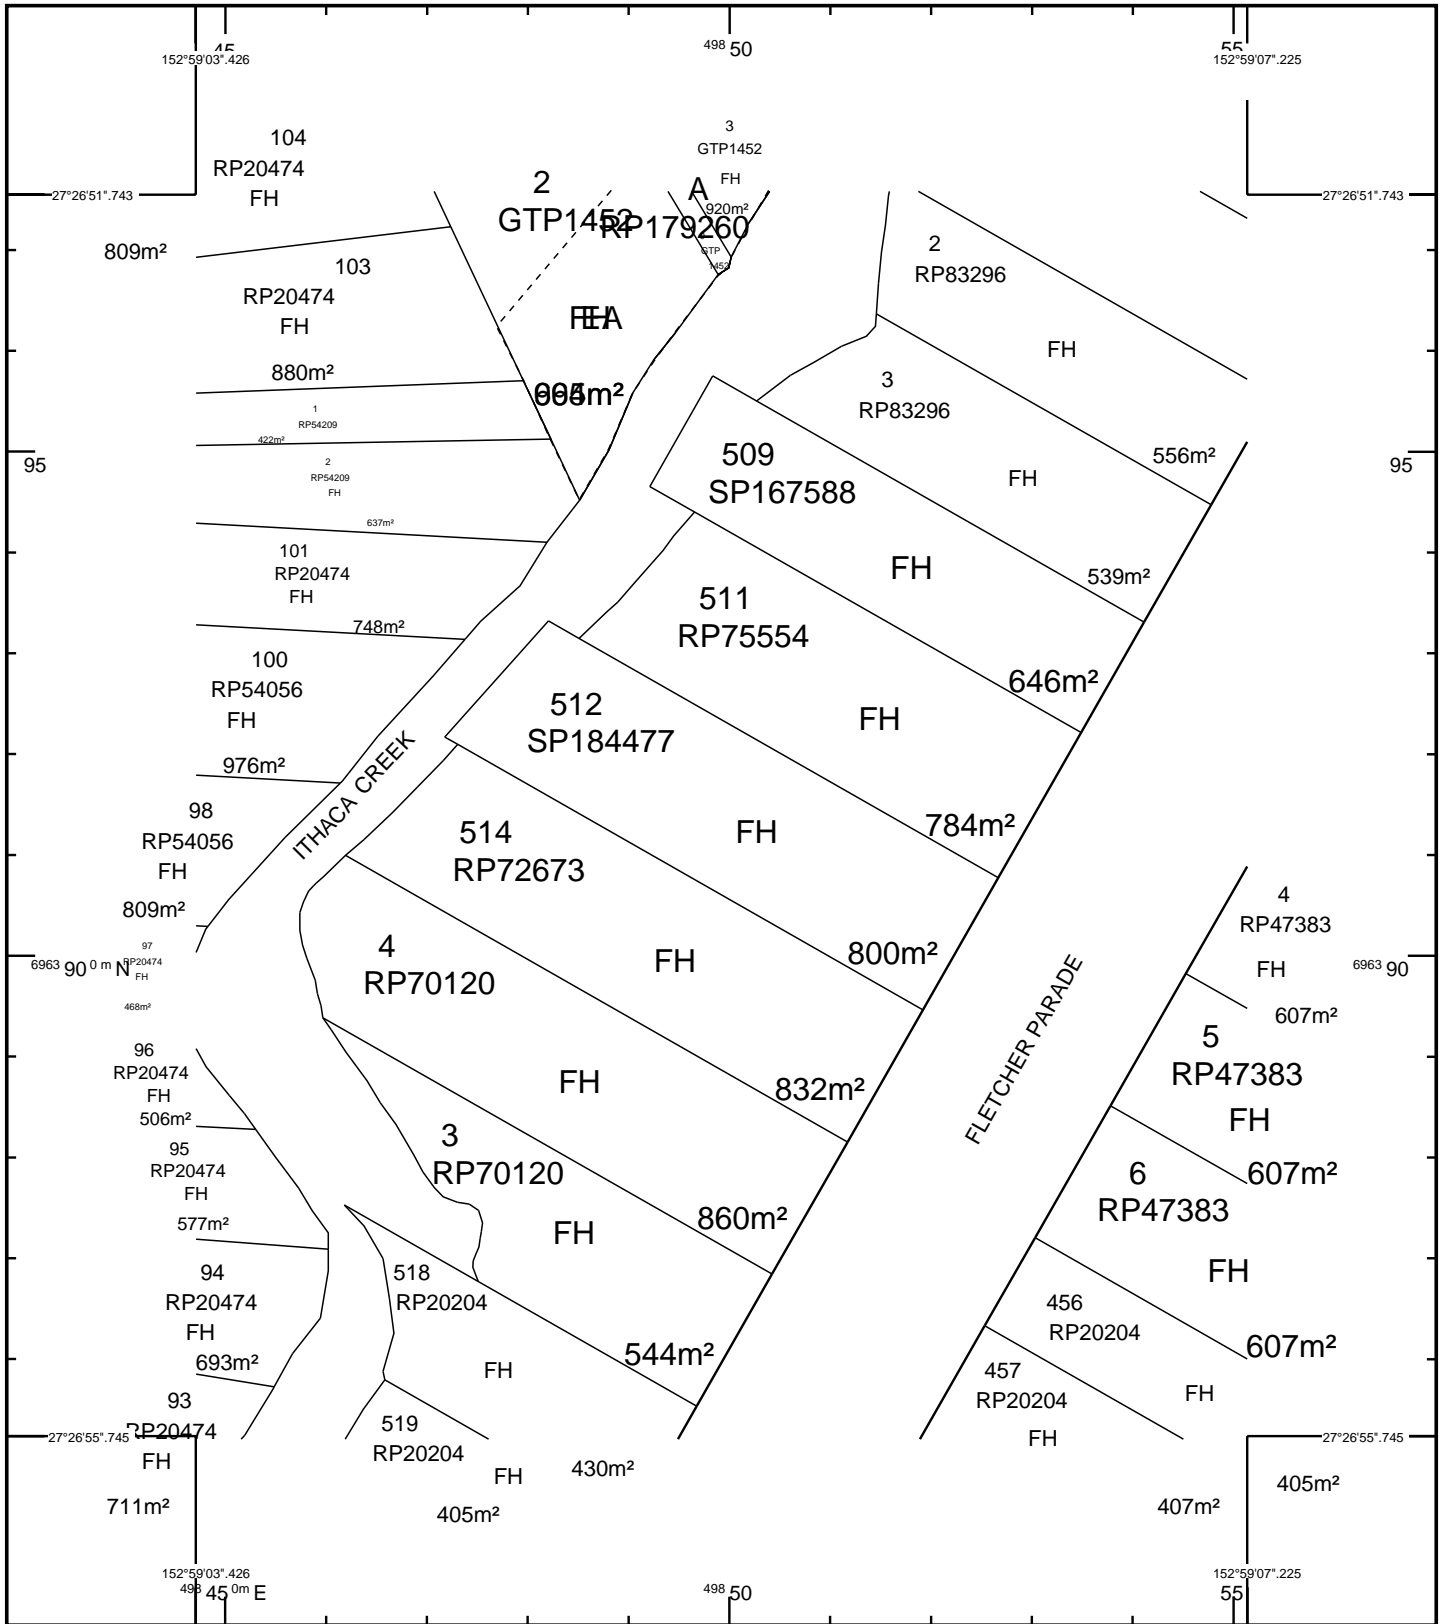 45
498 50
55
152°59'03".426
152°59'07".225
3
GTP1452
FH
920m²
104
RP20474
FH
809m²
27°26'51".743
27°26'51".743
2
GTP1452
A
RP179260
GTP
1452
FH
EA
2
RP83296
FH
556m²
103
RP20474
FH
880m²
3
RP83296
FH
539m²
1
RP54209
422m²
2
RP54209
FH
637m²
95
95
509
SP167588
FH
646m²
101
RP20474
FH
748m²
511
RP75554
FH
784m²
100
RP54056
FH
976m²
512
SP184477
FH
800m²
ITHACA CREEK
98
RP54056
FH
809m²
514
RP72673
FH
832m²
97
RP20474
FH
468m²
6963 90 0 m N
6963 90
4
RP70120
FH
860m²
FLETCHER PARADE
4
RP47383
FH
607m²
5
RP47383
FH
607m²
96
RP20474
FH
506m²
95
RP20474
FH
577m²
3
RP70120
FH
544m²
6
RP47383
FH
607m²
94
RP20474
FH
693m²
518
RP20204
FH
430m²
456
RP20204
FH
405m²
457
RP20204
FH
407m²
93
RP20474
FH
711m²
519
RP20204
FH
405m²
27°26'55".745
27°26'55".745
152°59'03".426
152°59'07".225
498 45 0m E
498 50
55